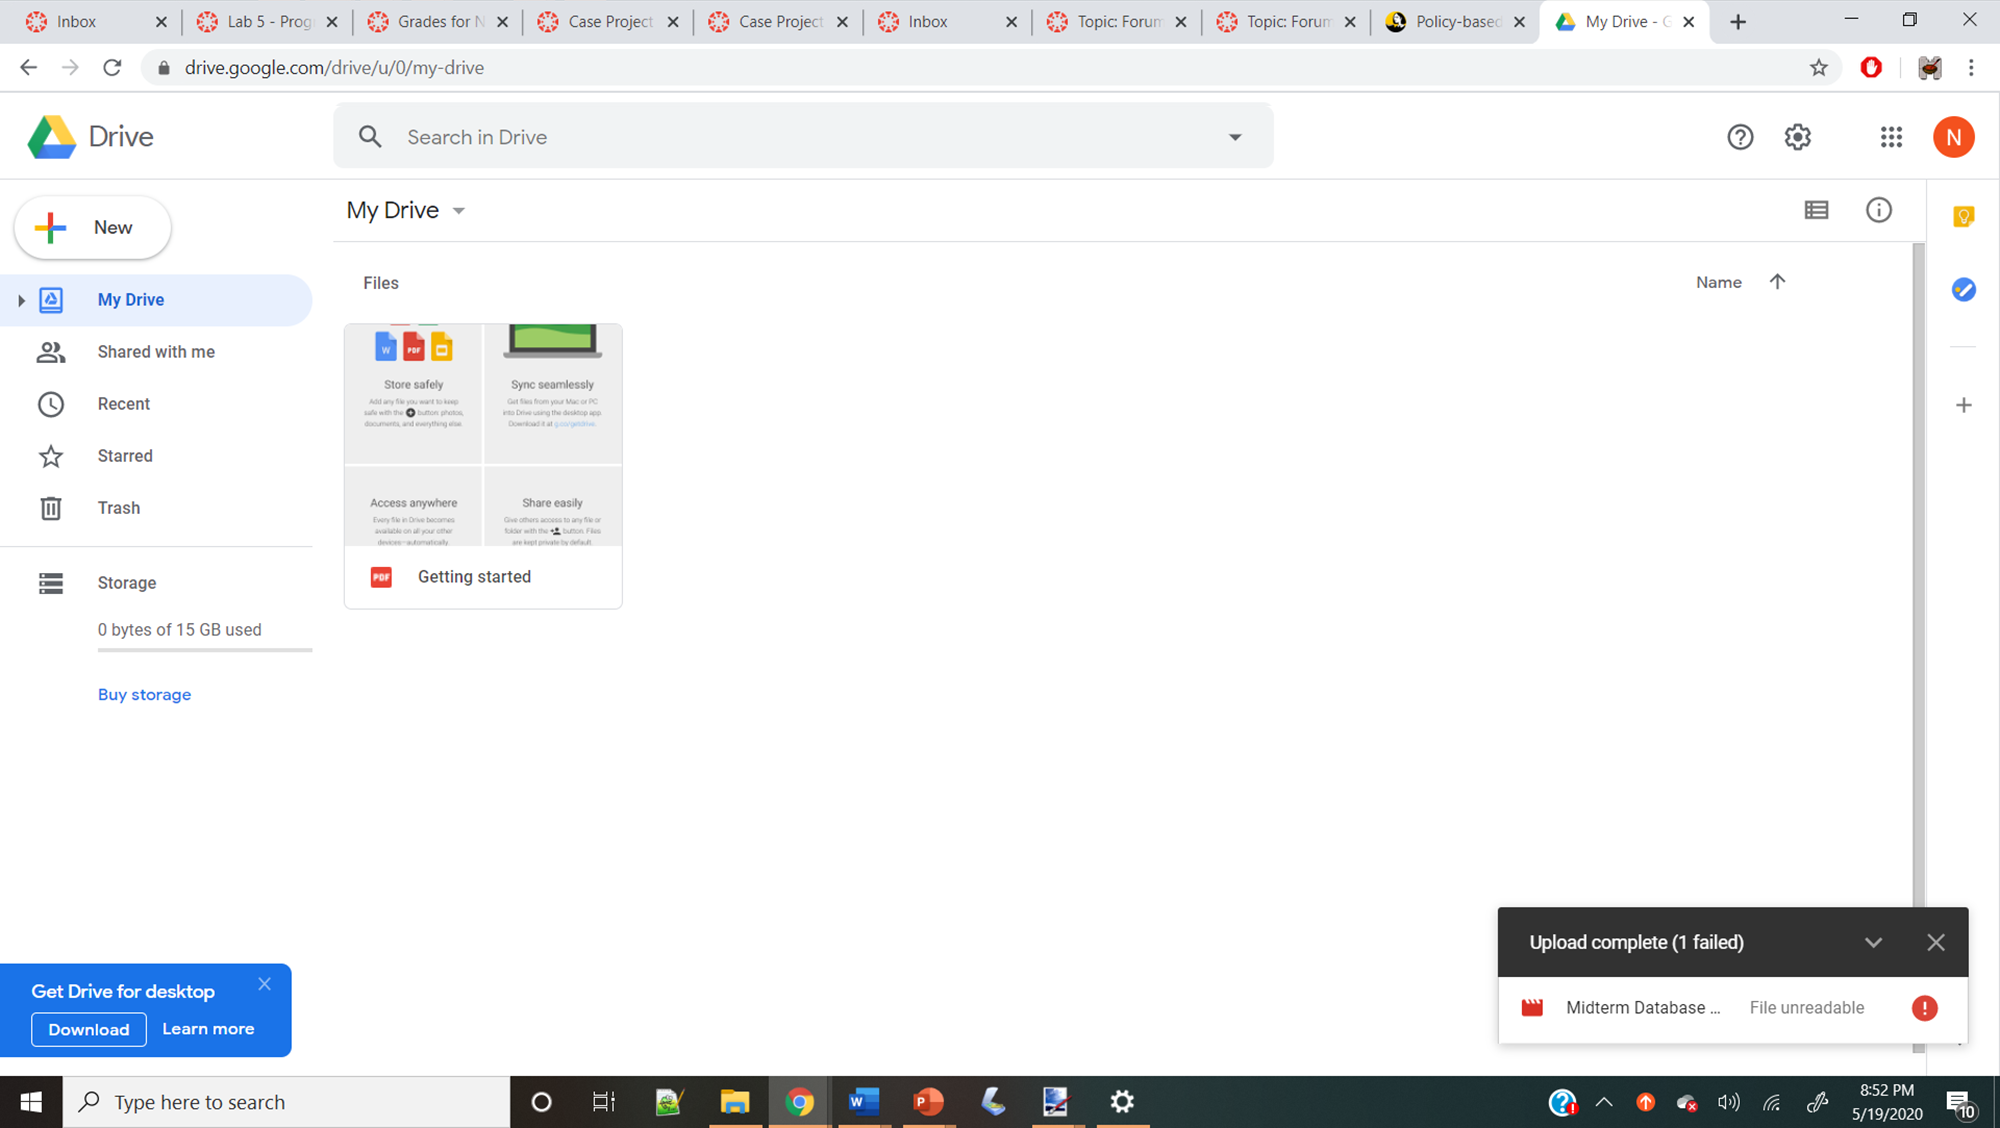 Inbox
Lab 5 - Prog
Grades for N
Case Project
Case Project
Inbox
Topic: Forum
Topic: Forum
Policy-based
My Drive - G
drive.google.com/drive/u/0/my-drive
Drive
Search in Drive
N
New
My Drive
Files
Name
My Drive
Shared with me
Recent
Starred
Trash
Storage
0 bytes of 15 GB used
Buy storage
W
PDF
Store safely
Add any file you want to keep
safe with the + button: photos,
documents, and everything else.
Sync seamlessly
Get files from your Mac or PC
into Drive using the desktop app.
Download it at g.co/getdrive.
Access anywhere
Every file in Drive becomes
available on all your other
devices—automatically.
Share easily
Give others access to any file or
folder with the button. Files
are kept private by default.
PDF
Getting started
Get Drive for desktop
Download
Learn more
Upload complete (1 failed)
Midterm Database ...
File unreadable
Type here to search
8:52 PM
5/19/2020
10